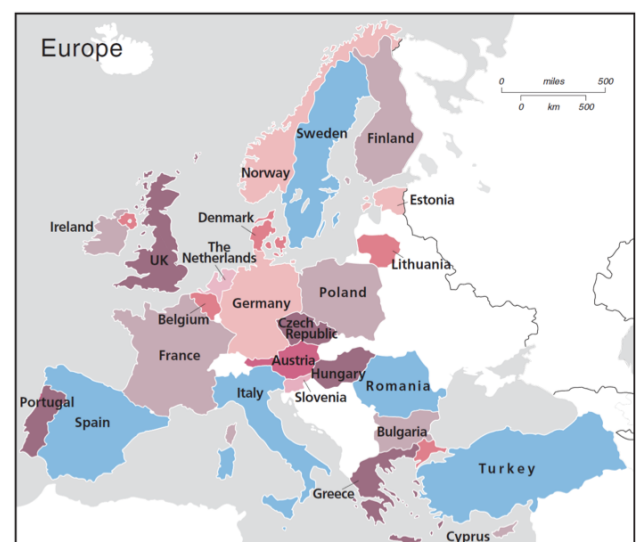 Europe
0 miles 500
0 km 500
Sweden
Finland
Norway
Estonia
Denmark
Ireland
The
Netherlands
Lithuania
UK
Poland
Germany
Belgium
Czech
Republic
France
Austria
Hungary
Romania
Italy
Slovenia
Portugal
Spain
Bulgaria
Turkey
Greece
Cyprus